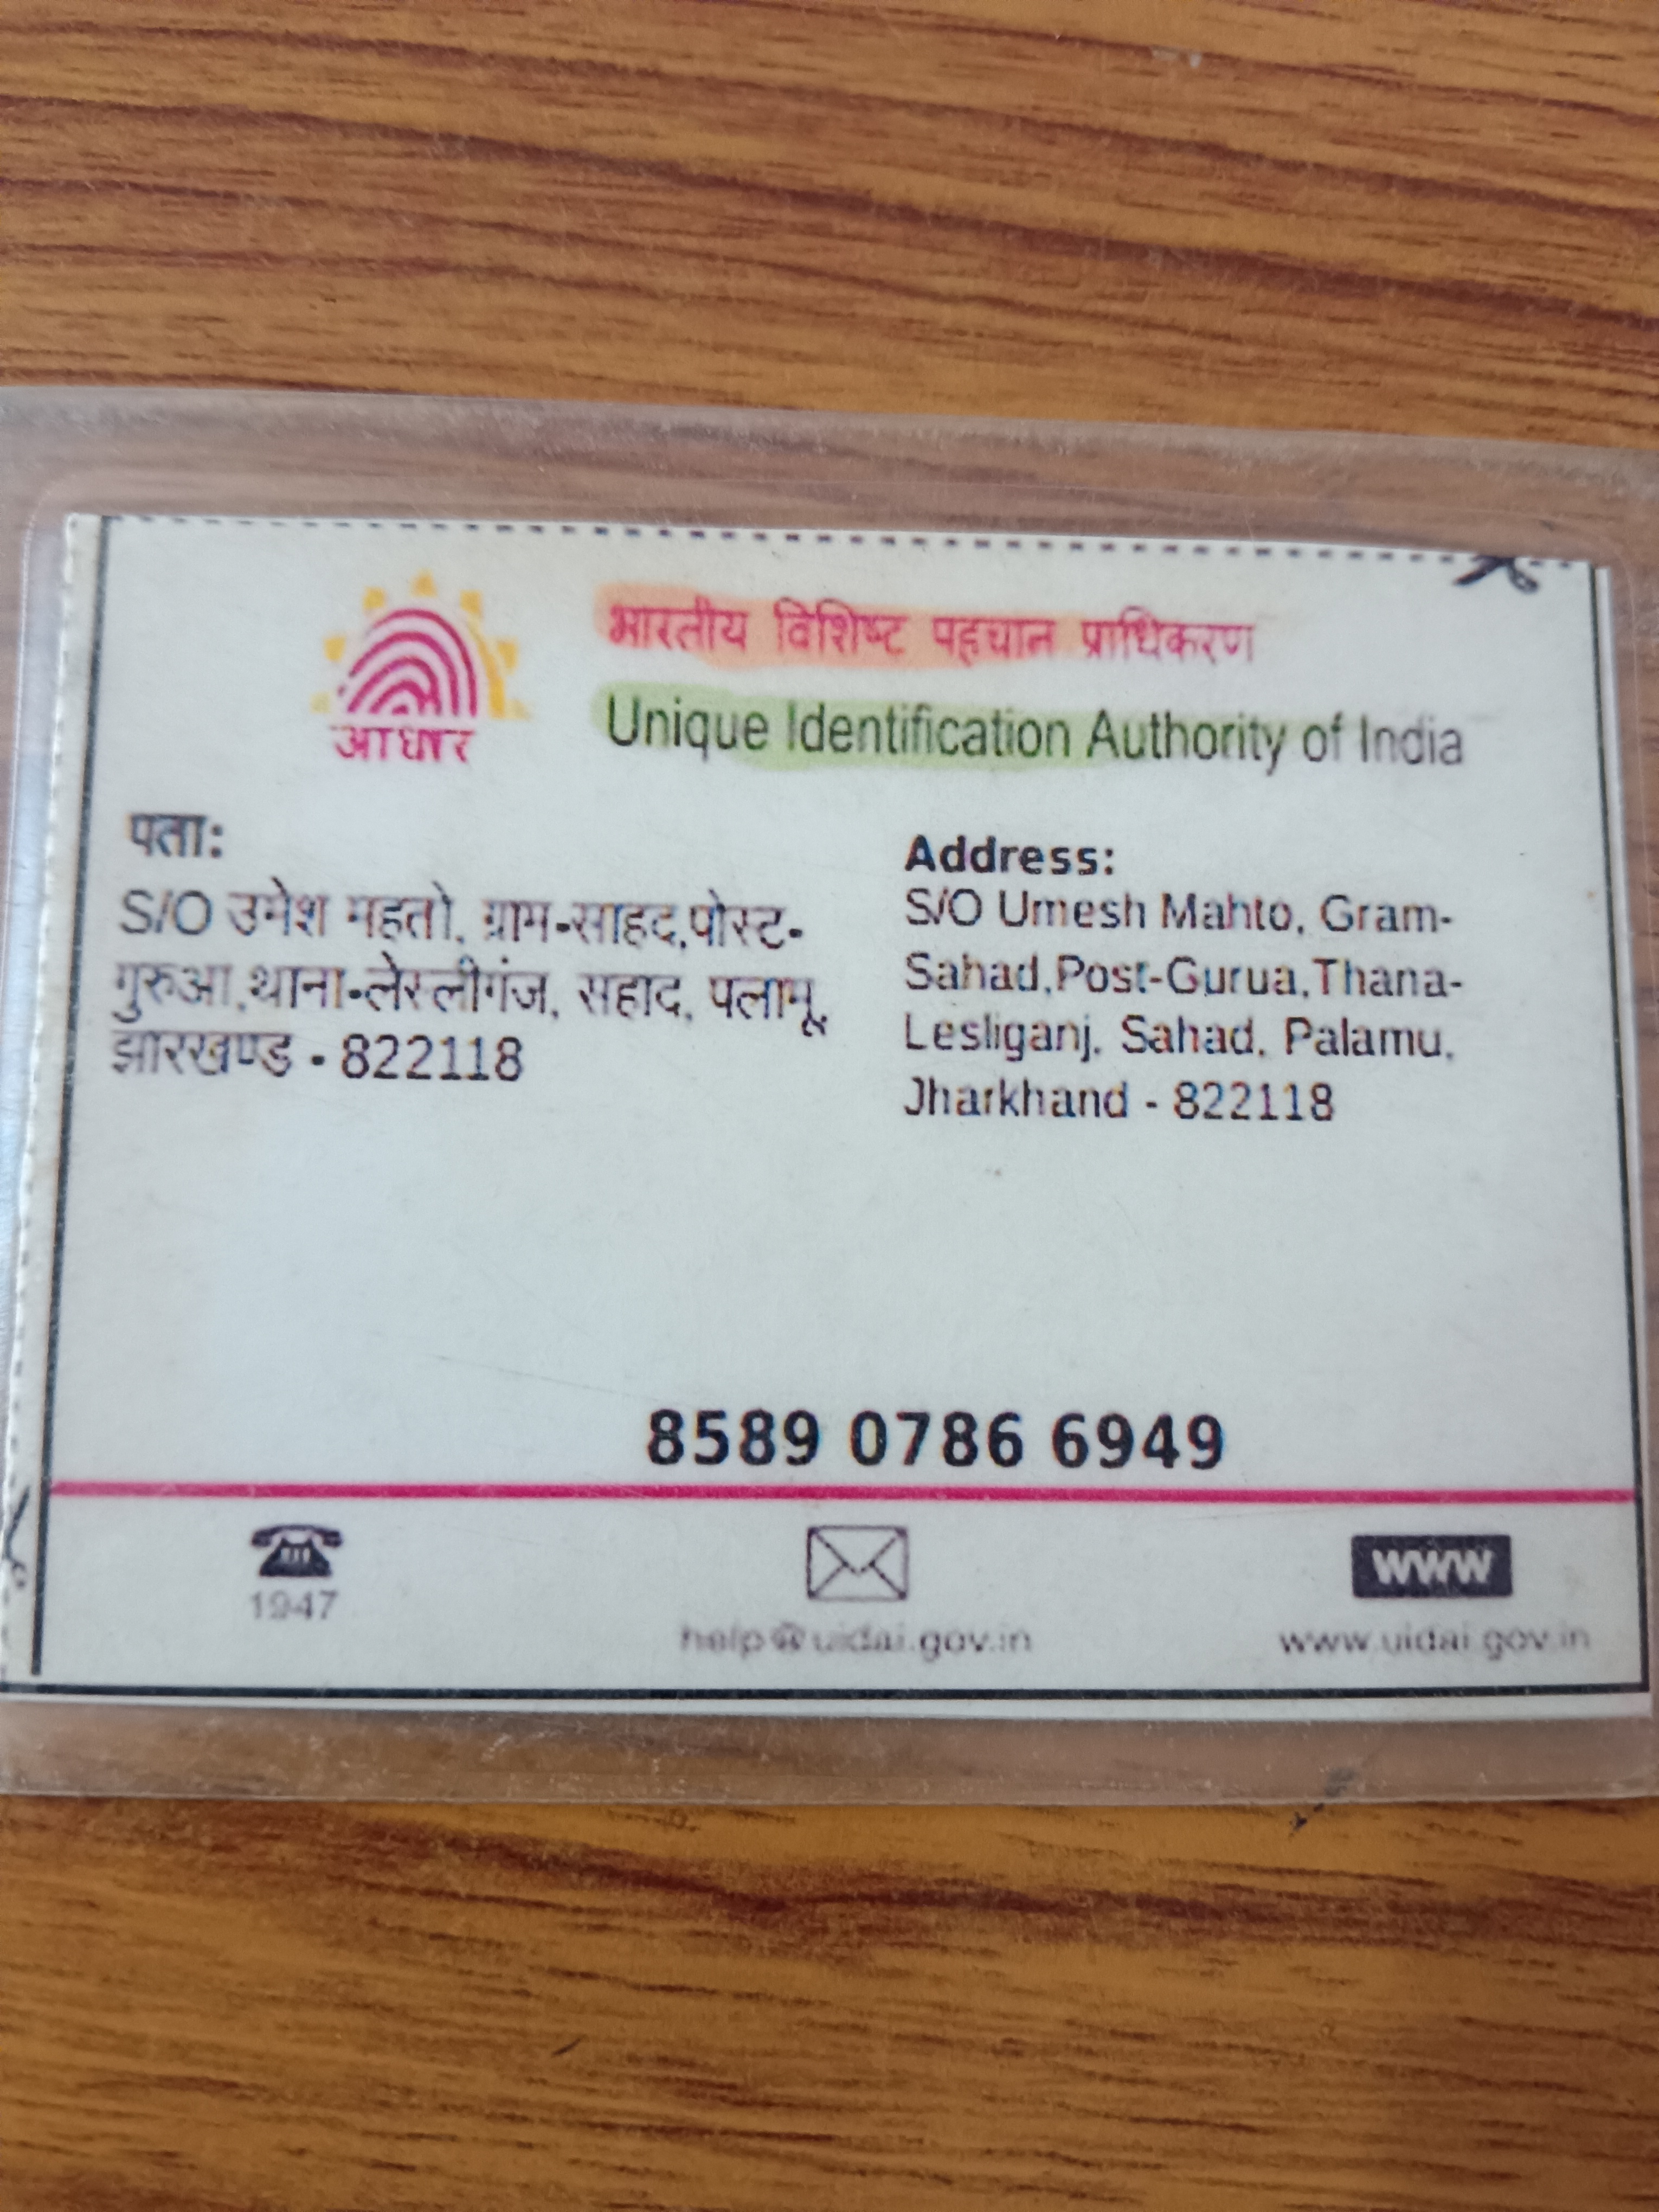 भारतीय विशिष्ट पहचान प्राधिकरण
Unique Identification Authority of India
आधार
पता:
S/O उमेश महतो, ग्राम-साहद,पोस्ट-
गुरुआ,थाना-लेस्लीगंज, सहाद, पलामू,
झारखण्ड - 822118
Address:
S/O Umesh Mahto, Gram-
Sahad,Post-Gurua,Thana-
Lesliganj, Sahad, Palamu,
Jharkhand - 822118
8589 0786 6949
1947
help@uidai.gov.in
WWW
www.uidai.gov.in